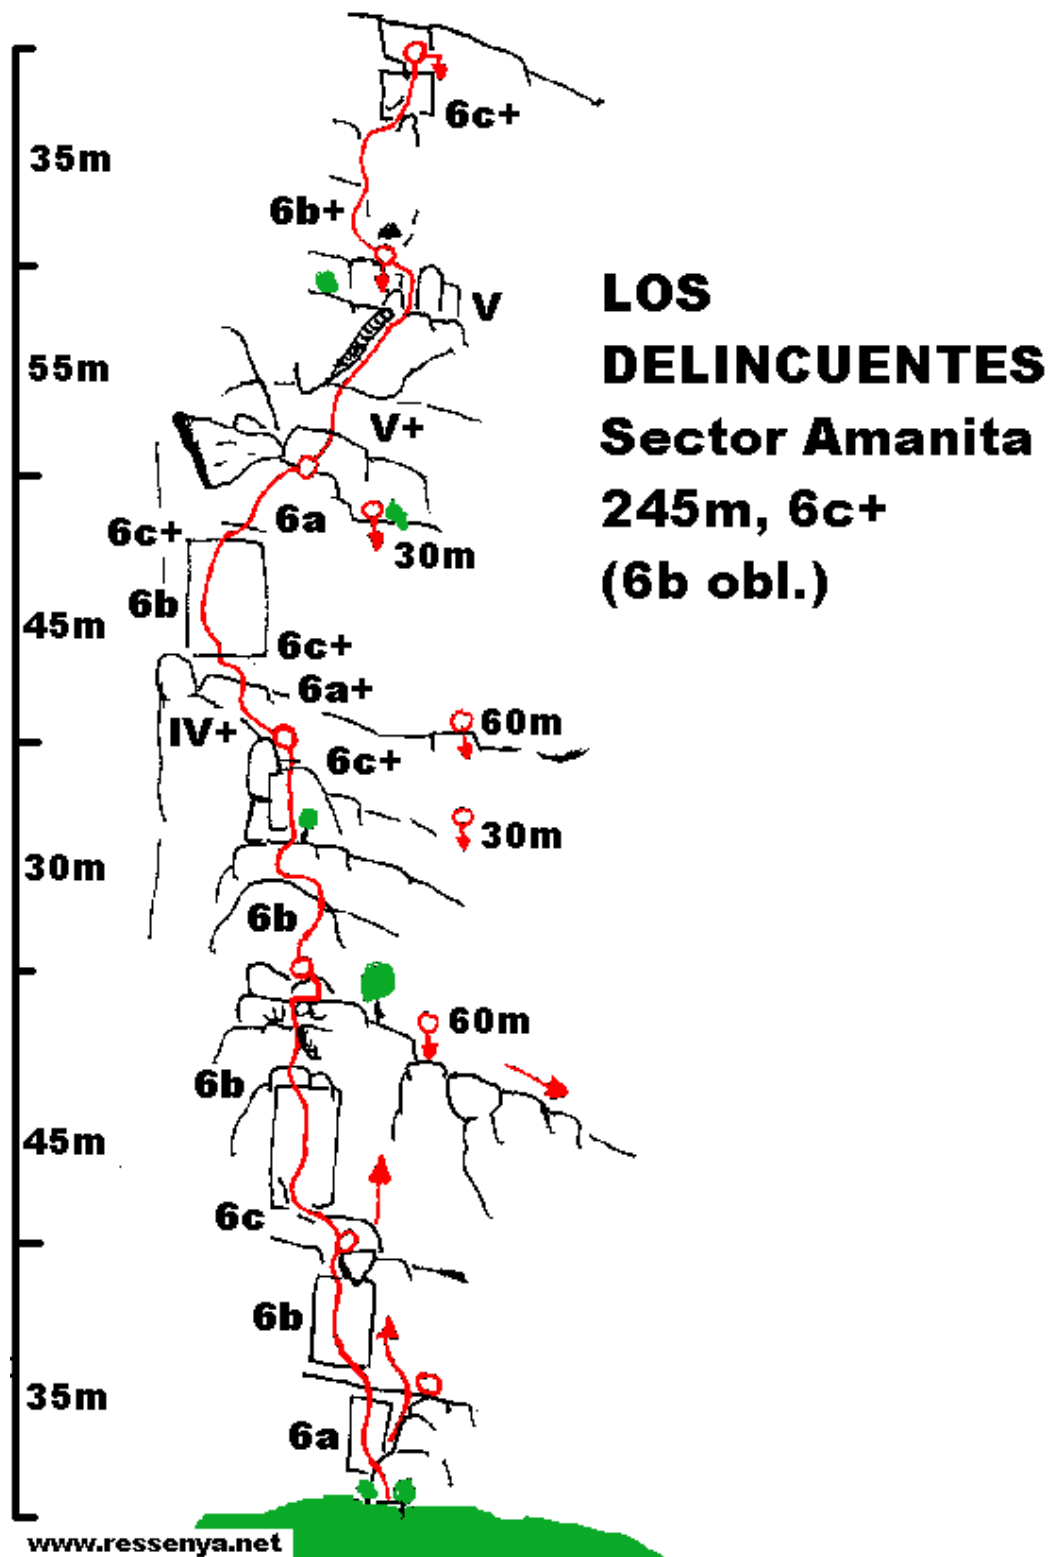 6c+
35m
6b+
LOS
V
DELINCUENTES
55m
V+
Sector Amanita
6a
245m, 6c+
6c+
30m
(6b obl.)
6b
45m
6c+
6a+
IV+
60m
6c+
30m
30m
6b
60m
6b
45m
6c
6b
35m
6a
www.ressenya.net